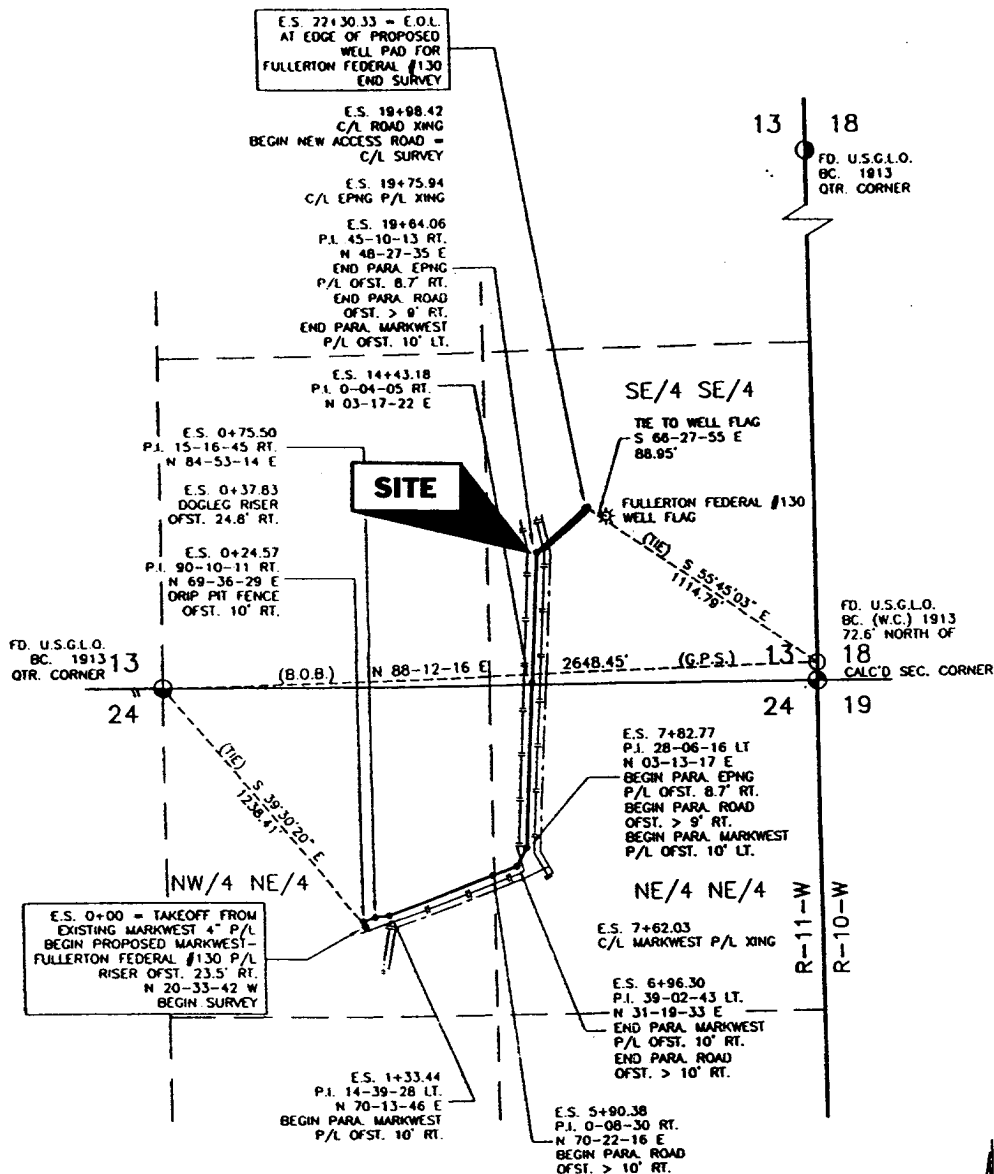 E.S. 22+30.33 = E.O.L.
AT EDGE OF PROPOSED
WELL PAD FOR
FULLERTON FEDERAL #130
END SURVEY
E.S. 19+98.42
C/L ROAD XING
BEGIN NEW ACCESS ROAD =
C/L SURVEY
E.S. 19+75.94
C/L EPNG P/L XING
E.S. 19+64.06
P.I. 45-10-13 RT.
N 48-27-35 E
END PARA. EPNG
P/L OFST. 8.7' RT.
END PARA. ROAD
OFST. > 9' RT.
END PARA. MARKWEST
P/L OFST. 10' LT.
E.S. 14+43.18
P.I. 0-04-05 RT.
N 03-17-22 E
E.S. 0+75.50
P.I. 15-16-45 RT.
N 84-53-14 E
E.S. 0+37.83
DOGLEG RISER
OFST. 24.8' RT.
E.S. 0+24.57
P.I. 90-10-11 RT.
N 69-36-29 E
DRIP PIT FENCE
OFST. 10' RT.
13 18
FD. U.S.G.L.O.
BC. 1913
QTR. CORNER
SE/4 SE/4
TIE TO WELL FLAG
S 66-27-55 E
88.95'
SITE
FULLERTON FEDERAL #130
WELL FLAG
(TIE) S 55°45'03" E
1114.79'
FD. U.S.G.L.O.
BC. (W.C.) 1913
72.6' NORTH OF
CALC'D SEC. CORNER
FD. U.S.G.L.O.
BC. 1913
QTR. CORNER
13
24
(B.O.B.) N 88-12-16 E 2648.45' (G.P.S.)
13 18
24 19
(TIE) S 39°30'20" E
1238.41'
E.S. 7+82.77
P.I. 28-06-16 LT
N 03-13-17 E
BEGIN PARA. EPNG
P/L OFST. 8.7' RT.
BEGIN PARA. ROAD
OFST. > 9' RT.
BEGIN PARA. MARKWEST
P/L OFST. 10' LT.
NW/4 NE/4
NE/4 NE/4
R-11-W
R-10-W
E.S. 0+00 = TAKEOFF FROM
EXISTING MARKWEST 4" P/L
BEGIN PROPOSED MARKWEST-
FULLERTON FEDERAL #130 P/L
RISER OFST. 23.5' RT.
N 20-33-42 W
BEGIN SURVEY
E.S. 7+62.03
C/L MARKWEST P/L XING
E.S. 6+96.30
P.I. 39-02-43 LT.
N 31-19-33 E
END PARA. MARKWEST
P/L OFST. 10' RT.
END PARA. ROAD
OFST. > 10' RT.
E.S. 1+33.44
P.I. 14-39-28 LT.
N 70-13-46 E
BEGIN PARA. MARKWEST
P/L OFST. 10' RT.
E.S. 5+90.38
P.I. 0-08-30 RT.
N 70-22-16 E
BEGIN PARA. ROAD
OFST. > 10' RT.